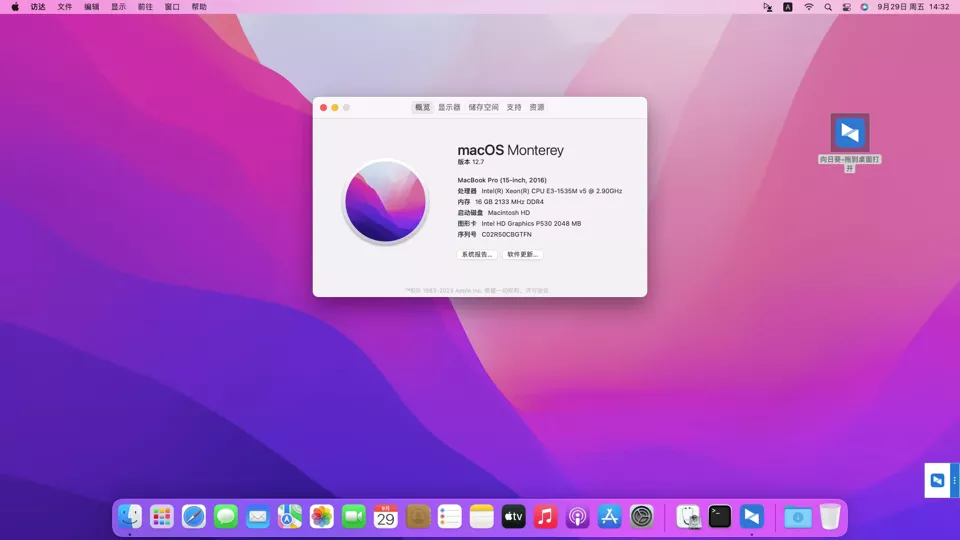 访达 文件 编辑 显示 前往 窗口 帮助
A
9月29日 周五 14:32
概览 显示器 储存空间 支持 资源
macOS Monterey
版本 12.7
MacBook Pro (15-inch, 2016)
处理器 Intel(R) Xeon(R) CPU E3-1535M v5 @ 2.90GHz
内存 16 GB 2133 MHz DDR4
启动磁盘 Macintosh HD
图形卡 Intel HD Graphics P530 2048 MB
序列号 C02R50CBGTFN
系统报告... 软件更新...
™和© 1983-2023 Apple Inc. 保留一切权利。许可协议
向日葵-拖到桌面打
开
9月
29
tv